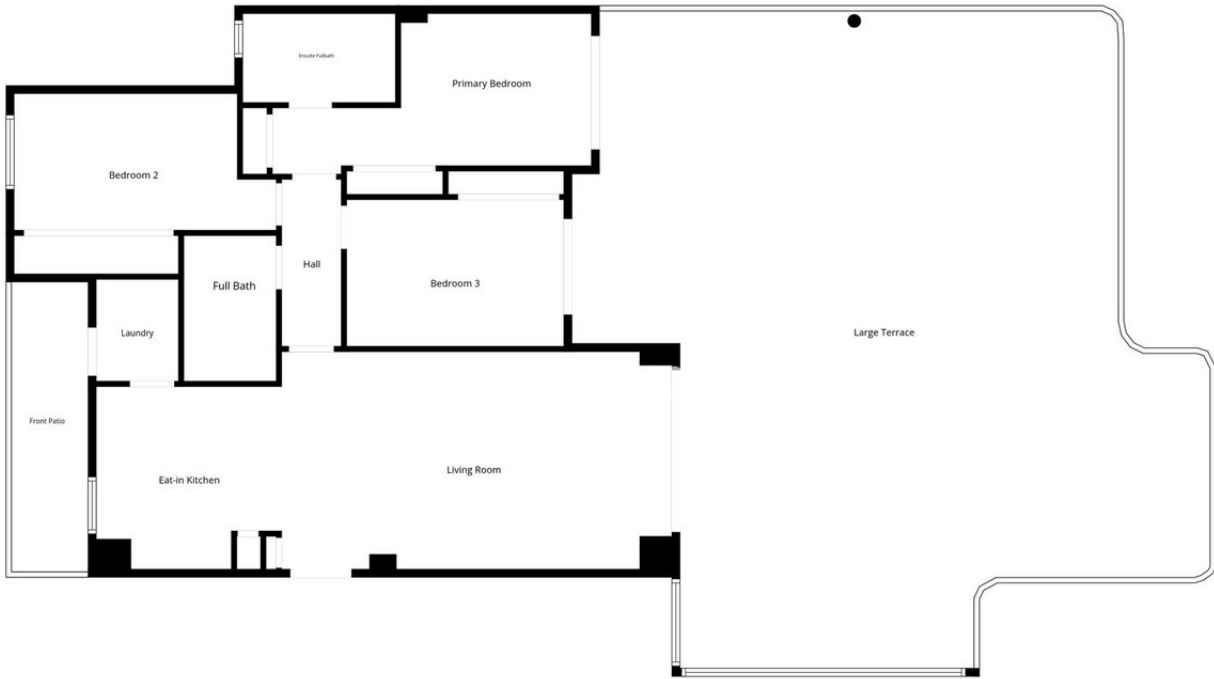 Ensuite Fullbath
Primary Bedroom
Bedroom 2
Hall
Full Bath
Bedroom 3
Laundry
Large Terrace
Front Patio
Eat-in Kitchen
Living Room